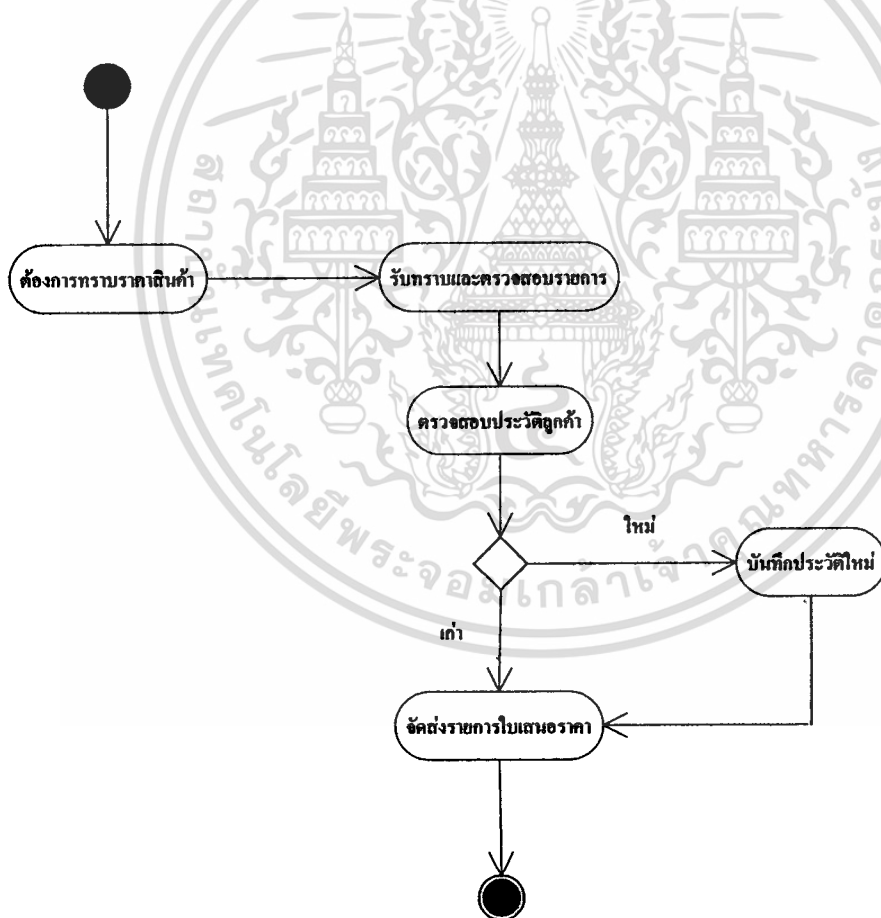 ต้องการทราบราคาสินค้า
รับทราบและตรวจสอบรายการ
ตรวจสอบประวัติลูกค้า
ใหม่
บันทึกประวัติใหม่
เก่า
จัดส่งรายการใบเสนอราคา